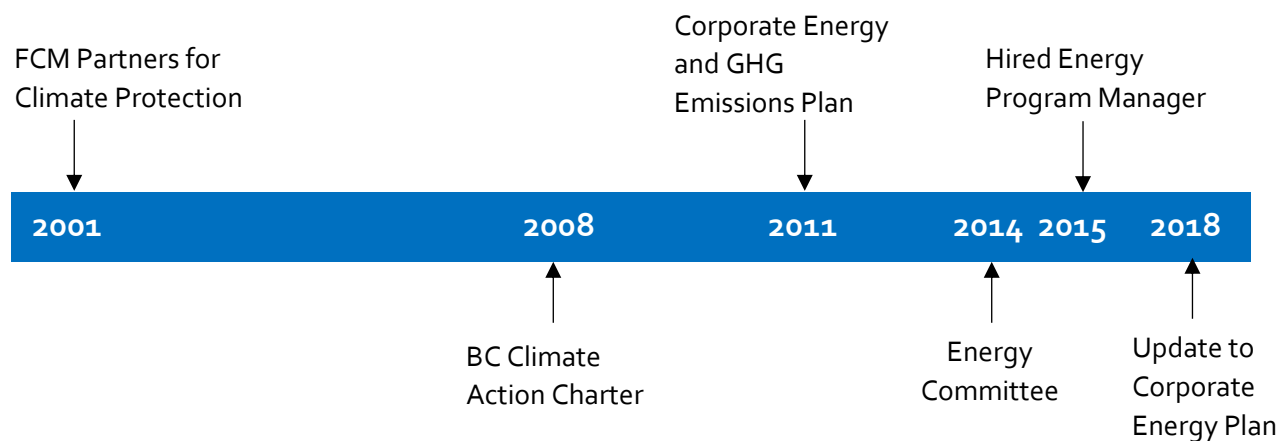 FCM Partners for
Climate Protection
Corporate Energy
and GHG
Emissions Plan
Hired Energy
Program Manager
2001 2008 2011 2014 2015 2018
BC Climate
Action Charter
Energy
Committee
Update to
Corporate
Energy Plan